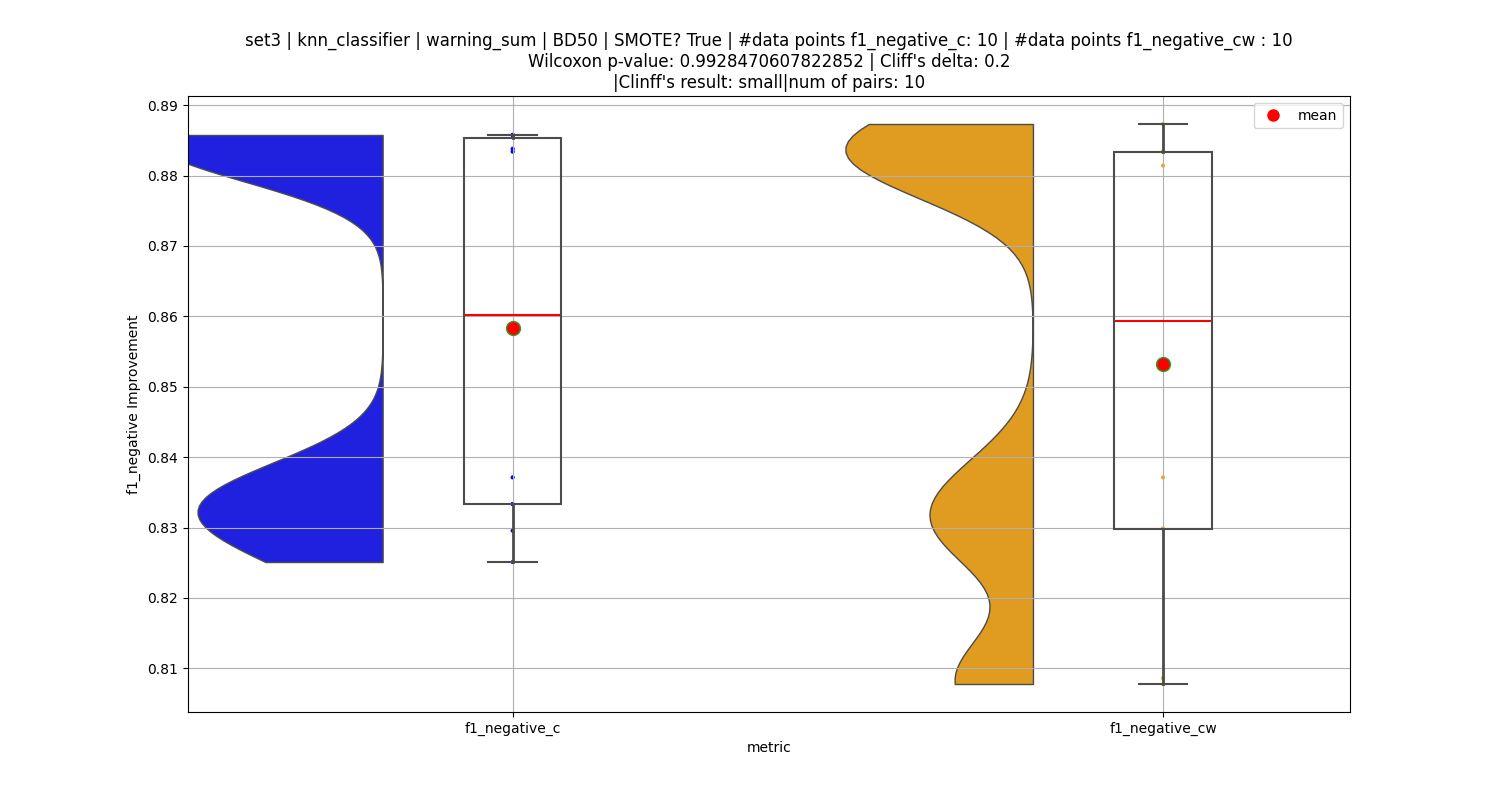 set3 | knn_classifier | warning_sum | BD50 | SMOTE? True | #data points f1_negative_c: 10 | #data points f1_negative_cw : 10
Wilcoxon p-value: 0.9928470607822852 | Cliff's delta: 0.2
|Clinff's result: small|num of pairs: 10
mean
0.89
0.88
0.87
0.86
0.85
0.84
0.83
0.82
0.81
f1_negative Improvement
f1_negative_c
f1_negative_cw
metric